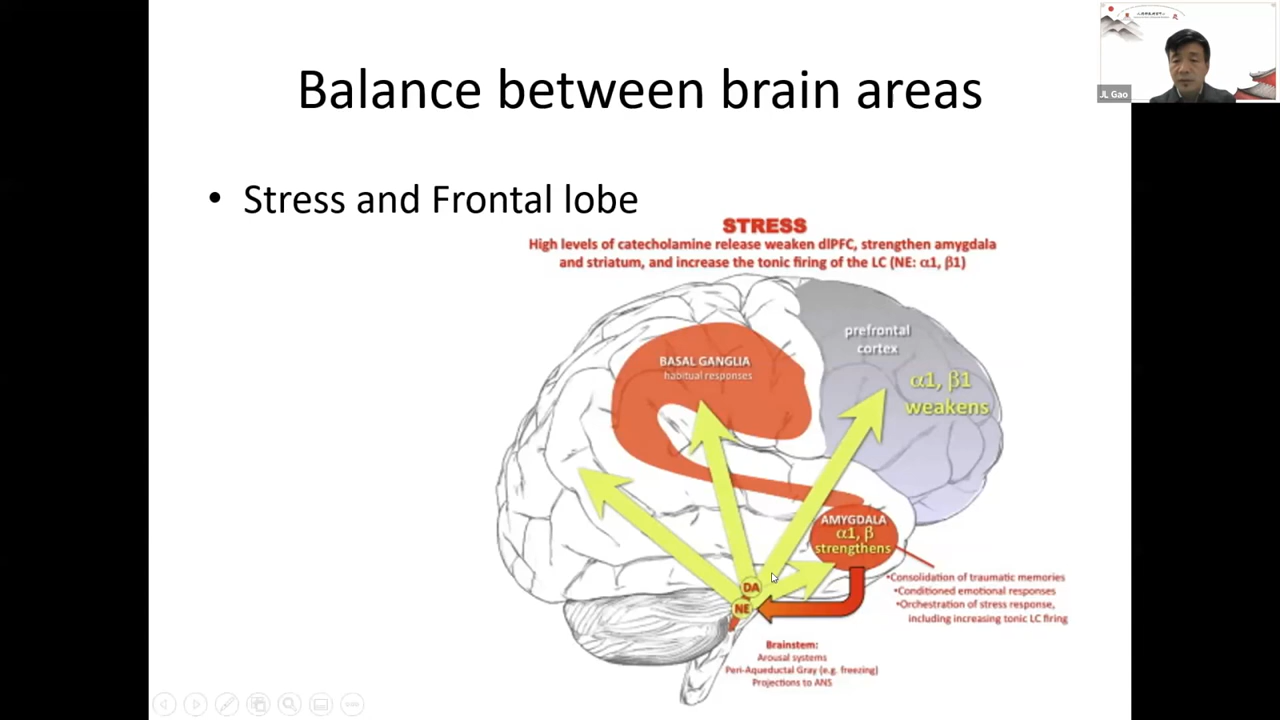 Balance between brain areas
• Stress and Frontal lobe
STRESS
High levels of catecholamine release weaken dlPFC, strengthen amygdala
and striatum, and increase the tonic firing of the LC (NE: α1, β1)
prefrontal
cortex
BASAL GANGLIA
habitual responses
α1, β1
weakens
AMYGDALA
α1, β
strengthens
•Consolidation of traumatic memories
•Conditioned emotional responses
•Orchestration of stress response,
including increasing tonic LC firing
DA
NE
Brainstem:
Arousal systems
Peri-Aqueductal Gray (e.g. freezing)
Projections to ANS
JL Gao